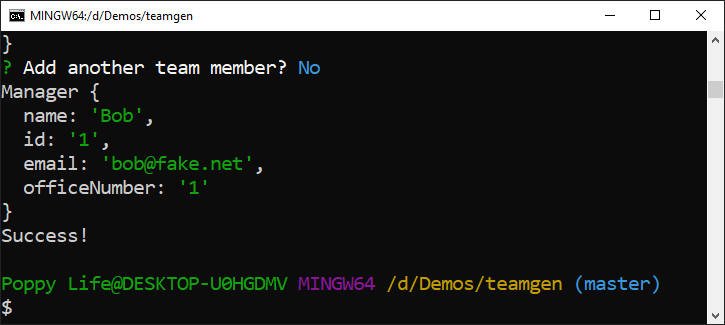 MINGW64:/d/Demos/teamgen
}
? Add another team member? No
Manager {
  name: 'Bob',
  id: '1',
  email: 'bob@fake.net',
  officeNumber: '1'
}
Success!
Poppy Life@DESKTOP-U0HGDMV MINGW64 /d/Demos/teamgen (master)
$